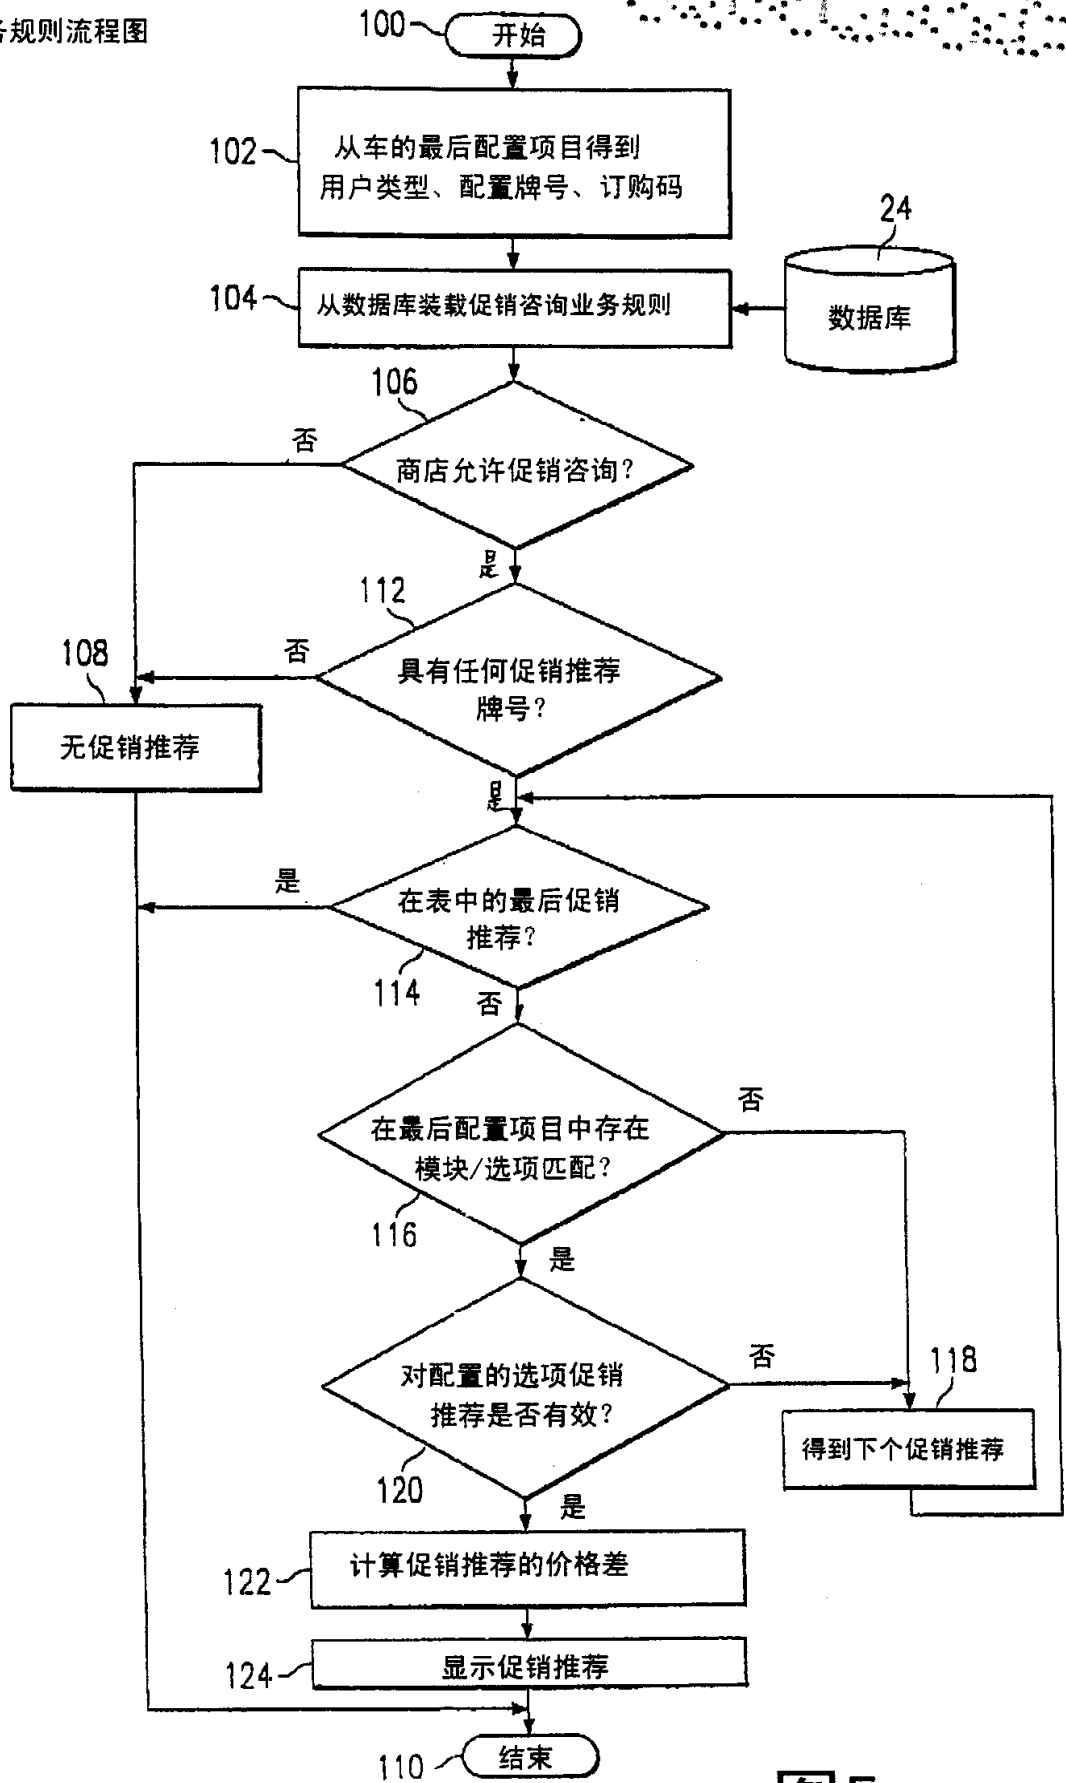 务规则流程图
100
开始
102
从车的最后配置项目得到
用户类型、配置牌号、订购码
24
104
从数据库装载促销咨询业务规则
数据库
106
否
商店允许促销咨询?
是
112
否
具有任何促销推荐
牌号?
108
无促销推荐
是
是
在表中的最后促销
推荐?
114
否
否
在最后配置项目中存在
模块/选项匹配?
116
是
否
118
对配置的选项促销
推荐是否有效?
得到下个促销推荐
120
是
计算促销推荐的价格差
122
显示促销推荐
124
结束
110